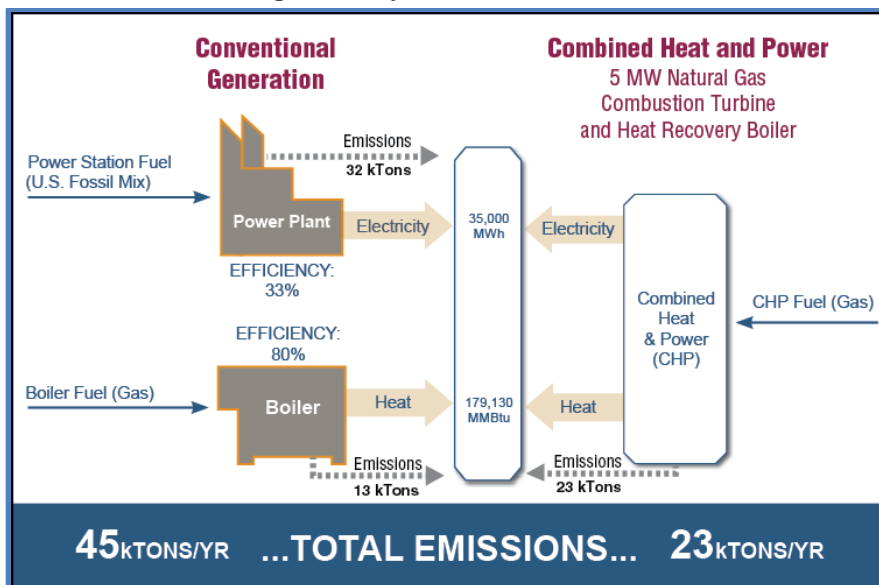 Conventional
Generation
Combined Heat and Power
5 MW Natural Gas
Combustion Turbine
and Heat Recovery Boiler
Emissions
32 kTons
Power Station Fuel
(U.S. Fossil Mix)
Power Plant
Electricity
35,000
MWh
Electricity
EFFICIENCY:
33%
Combined
Heat
& Power
(CHP)
CHP Fuel (Gas)
EFFICIENCY:
80%
Boiler Fuel (Gas)
Boiler
Heat
179,130
MMBtu
Heat
Emissions
13 kTons
Emissions
23 kTons
45kTONS/YR ...TOTAL EMISSIONS... 23kTONS/YR